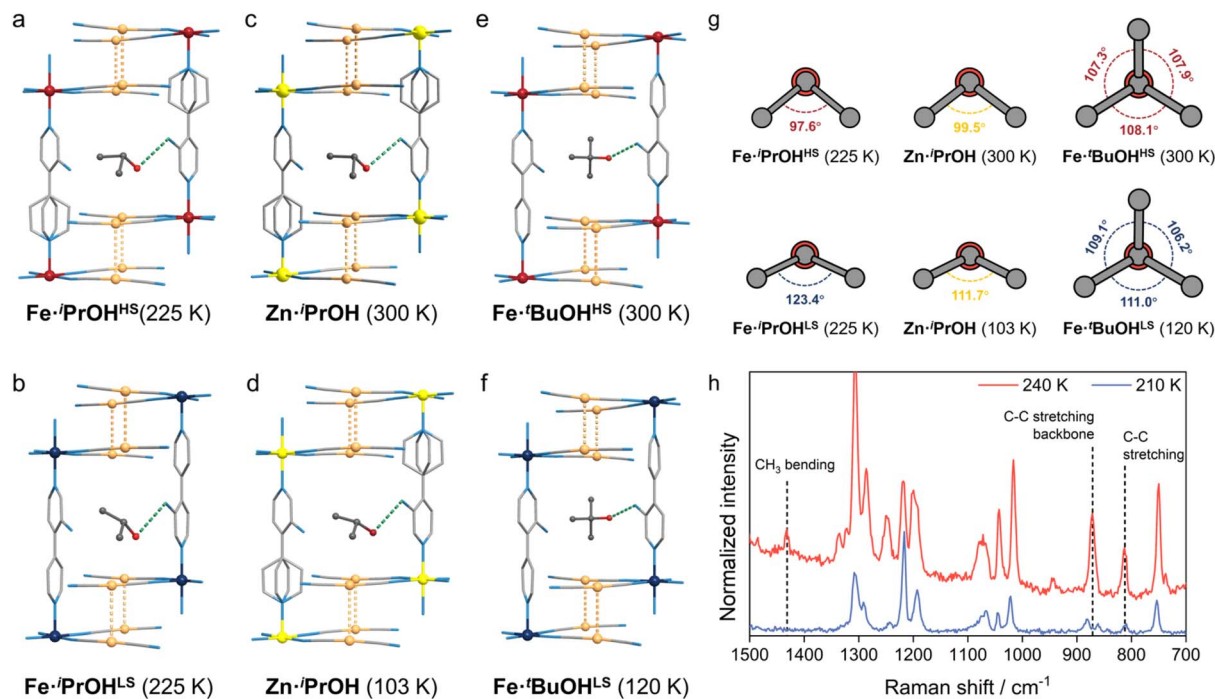 a
c
e
g
Fe·ⁱPrOHᴴˢ(225 K)
Zn·ⁱPrOH (300 K)
Fe·ᵗBuOHᴴˢ (300 K)
b
d
f
Fe·ⁱPrOHᴸˢ (225 K)
Zn·ⁱPrOH (103 K)
Fe·ᵗBuOHᴸˢ (120 K)
97.6°
99.5°
107.3°
107.9°
108.1°
Fe·ⁱPrOHᴴˢ (225 K)
Zn·ⁱPrOH (300 K)
Fe·ᵗBuOHᴴˢ (300 K)
123.4°
111.7°
109.1°
106.2°
111.0°
Fe·ⁱPrOHᴸˢ (225 K)
Zn·ⁱPrOH (103 K)
Fe·ᵗBuOHᴸˢ (120 K)
h
240 K
210 K
C-C stretching
backbone
C-C
stretching
CH₃ bending
Normalized intensity
1500
1400
1300
1200
1100
1000
900
800
700
Raman shift / cm⁻¹